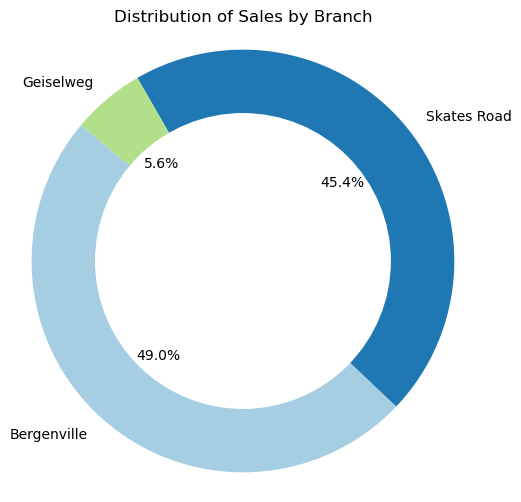 Distribution of Sales by Branch
Geiselweg
Skates Road
5.6%
45.4%
49.0%
Bergenville